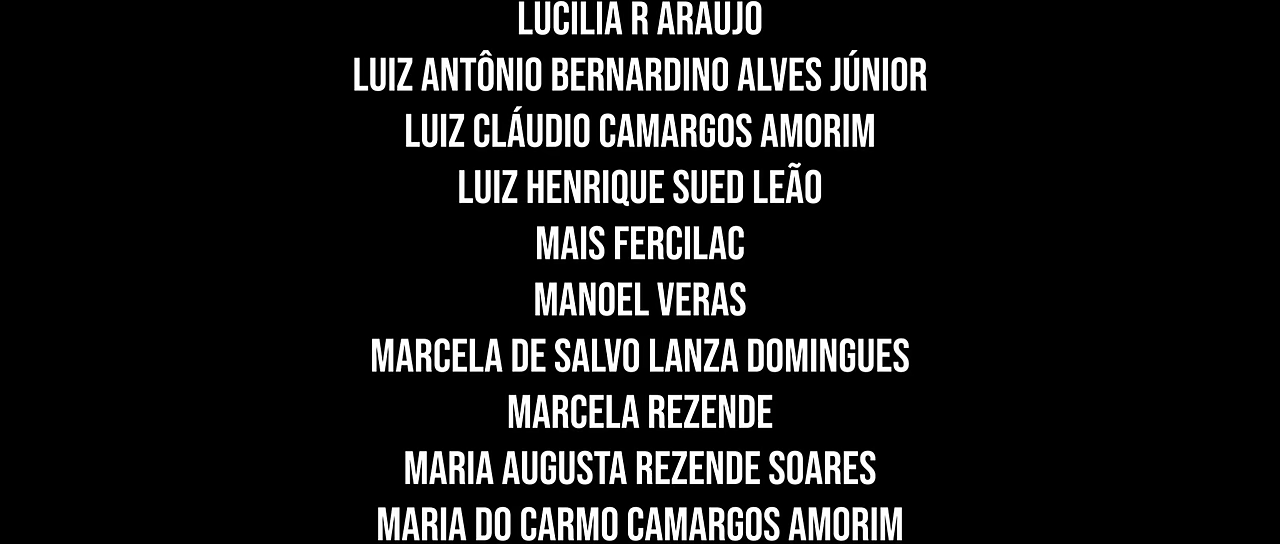 LUCILIA R ARAUJO
LUIZ ANTÔNIO BERNARDINO ALVES JÚNIOR
LUIZ CLÁUDIO CAMARGOS AMORIM
LUIZ HENRIQUE SUED LEÃO
MAIS FERCILAC
MANOEL VERAS
MARCELA DE SALVO LANZA DOMINGUES
MARCELA REZENDE
MARIA AUGUSTA REZENDE SOARES
MARIA DO CARMO CAMARGOS AMORIM